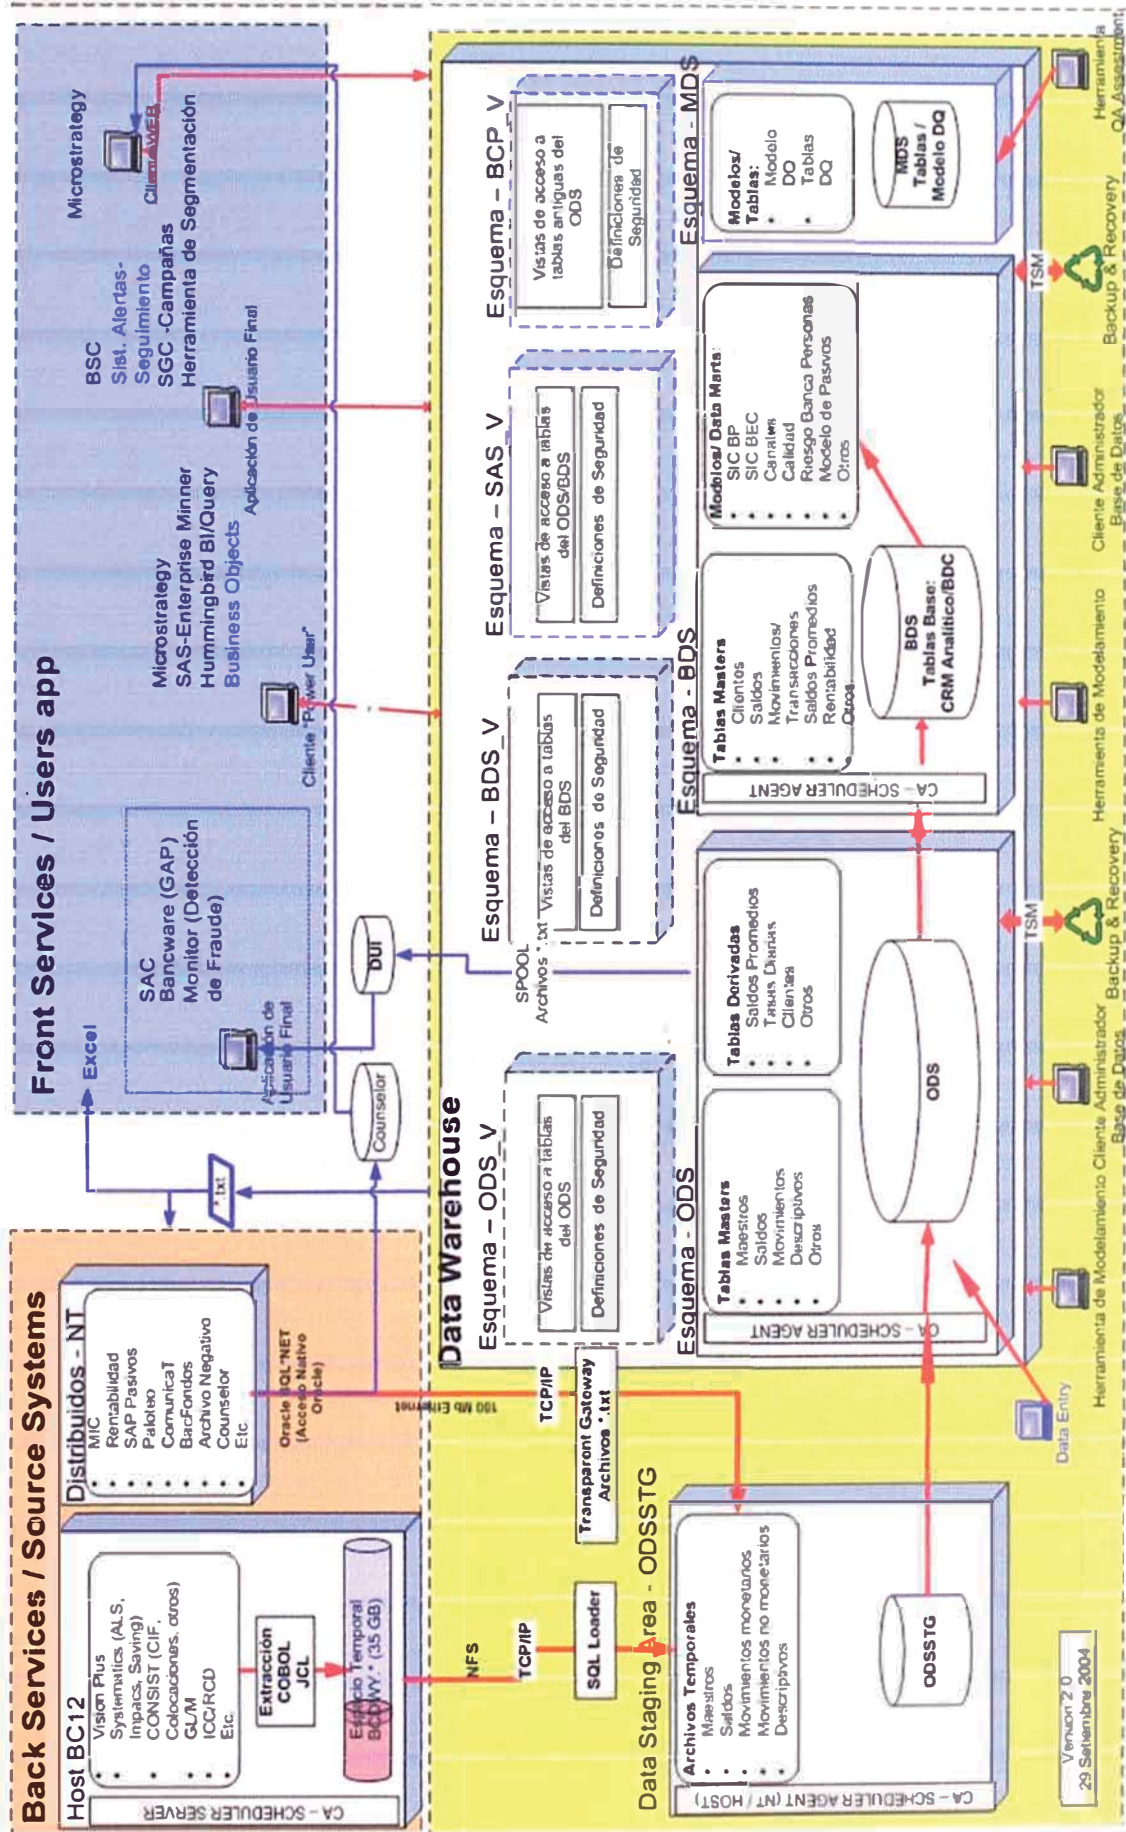 Back Services / Source Systems
Host BC12
CA – SCHEDULER SERVER
• Vision Plus
• Systematics (ALS,
Impacs, Saving)
• CONSIST (CIF,
Colocaciones, otros)
• GL/M
• ICC/RCD
• Etc.
Extracción
COBOL
JCL
Espacio Temporal
BCDWY.* (35 GB)
Distribuidos - NT
• MIC
• Rentabilidad
• SAP Pasivos
• Paloteo
• ComunicaT
• BacFondos
• Archivo Negativo
• Counselor
• Etc.
Oracle SQL*NET
(Acceso Nativo
Oracle)
100 Mb Ethernet
*.txt
Excel
Counselor
DUI
Front Services / Users app
SAC
Bancware (GAP)
Monitor (Detección
de Fraude)
Aplicación de
Usuario Final
Microstrategy
SAS-Enterprise Minner
Hummingbird BI/Query
Business Objects
Cliente "Power User"
BSC
Sist. Alertas-
Seguimiento
SGC -Campañas
Herramienta de Segmentación
Aplicación de Usuario Final
Microstrategy
Cliente WEB
NFS
TCP/IP
SQL Loader
TCP/IP
Transparent Gateway
Archivos *.txt
Data Staging Area - ODSSTG
CA – SCHEDULER AGENT (NT / HOST)
Archivos Temporales
• Maestros
• Saldos
• Movimientos monetarios
• Movimientos no monetarios
• Descriptivos
ODSSTG
Version 2 0
29 Setiembre 2004
Data Warehouse
Esquema – ODS_V
Vistas de acceso a tablas
del ODS
Definiciones de Seguridad
SPOOL
Archivos *.txt
Esquema – BDS_V
Vistas de acceso a tablas
del BDS
Definiciones de Seguridad
Esquema – SAS_V
Vistas de acceso a tablas
del ODS/BDS
Definiciones de Seguridad
Esquema – BCP_V
Vistas de acceso a
tablas antiguas del
ODS
Definiciones de
Seguridad
Esquema - ODS
CA – SCHEDULER AGENT
Tablas Masters
• Maestros
• Saldos
• Movimientos
• Descriptivos
• Otros
Tablas Derivadas
• Saldos Promedios
• Tasas Diarias
• Clientes
• Otros
ODS
Esquema - BDS
CA – SCHEDULER AGENT
Tablas Masters
• Clientes
• Saldos
• Movimientos/
Transacciones
• Saldos Promedios
• Rentabilidad
• Otros
Modelos/ Data Marts:
• SIC BP
• SIC BEC
• Canales
• Calidad
• Riesgo Banca Personas
• Modelo de Pasivos
• Otros
BDS
Tablas Base:
CRM Analítico/BDC
Esquema - MDS
Modelos/
Tablas:
• Modelo
DQ
• Tablas
DQ
MDS
Tablas /
Modelo DQ
Data Entry
Herramienta de Modelamiento
Cliente Administrador
Base de Datos
TSM
Backup & Recovery
Herramienta de Modelamiento
Cliente Administrador
Base de Datos
TSM
Backup & Recovery
Herramienta
QA Assestment